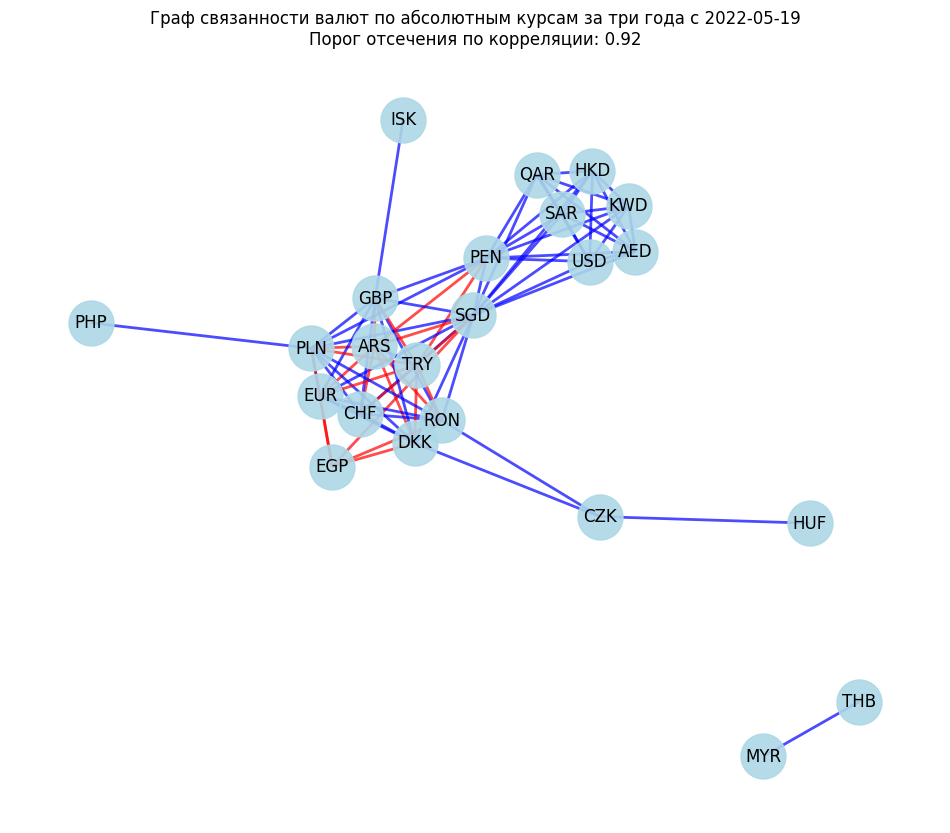 Граф связанности валют по абсолютным курсам за три года с 2022-05-19
Порог отсечения по корреляции: 0.92
ISK
QAR
HKD
KWD
SAR
AED
USD
PEN
GBP
SGD
PHP
PLN
ARS
TRY
EUR
CHF
RON
DKK
EGP
CZK
HUF
THB
MYR